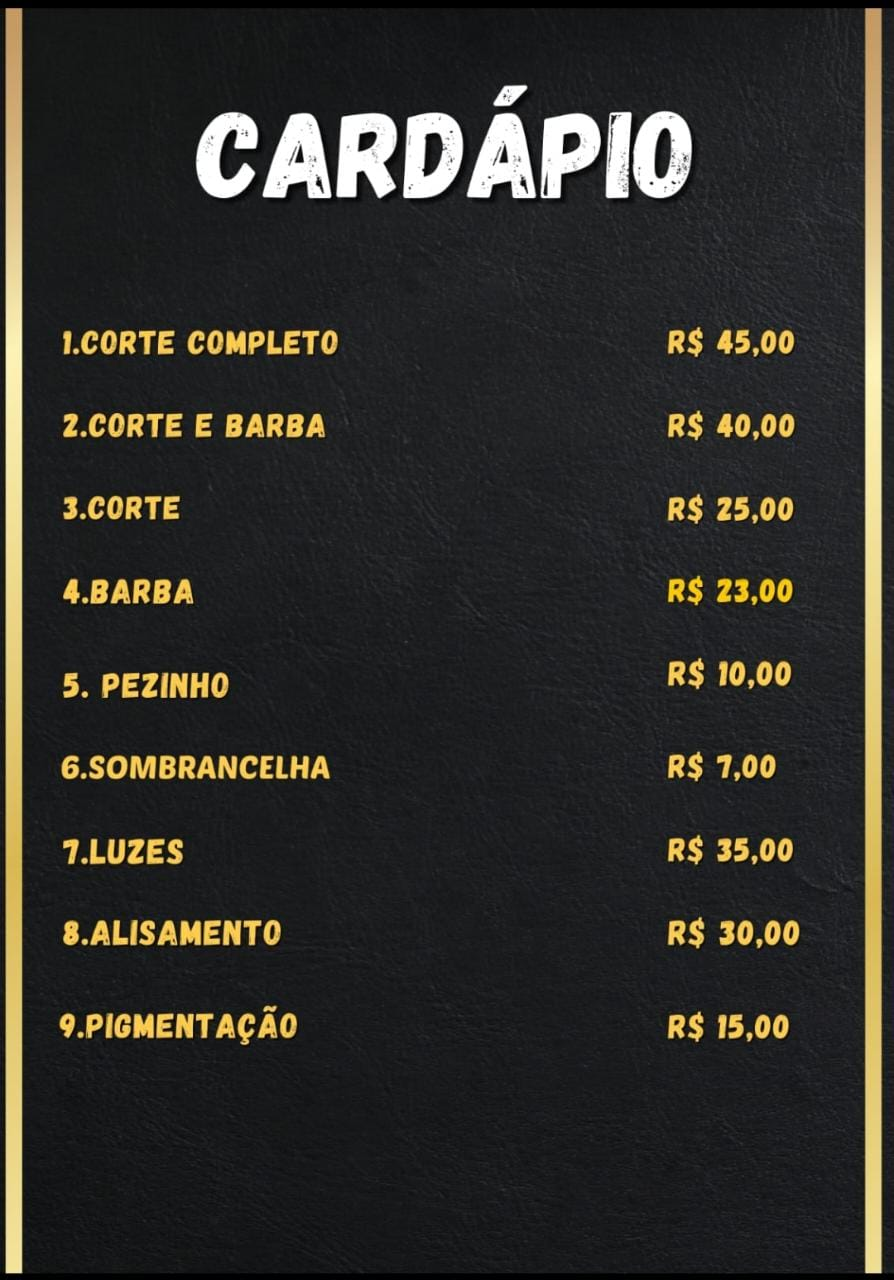 CARDÁPIO
1.CORTE COMPLETO R$ 45,00
2.CORTE E BARBA R$ 40,00
3.CORTE R$ 25,00
4.BARBA R$ 23,00
5. PEZINHO R$ 10,00
6.SOMBRANCELHA R$ 7,00
7.LUZES R$ 35,00
8.ALISAMENTO R$ 30,00
9.PIGMENTAÇÃO R$ 15,00